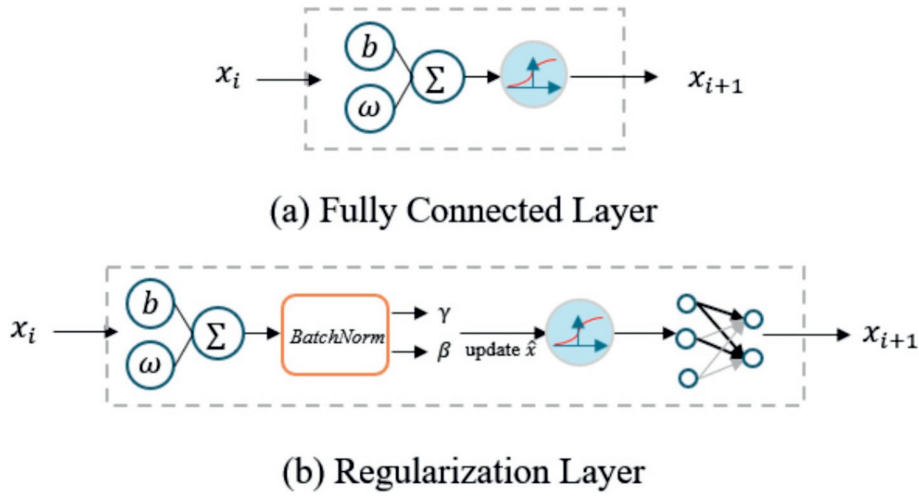 b
x_i
Σ
x_{i+1}
ω
(a) Fully Connected Layer
b
γ
x_i
Σ
BatchNorm
x_{i+1}
ω
β
update x̂
(b) Regularization Layer